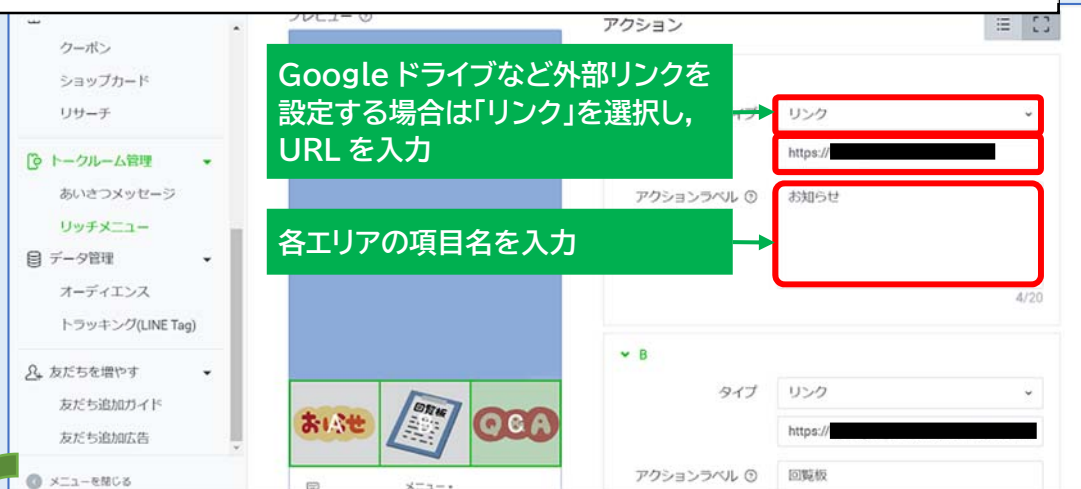 プレビュー
アクション
クーポン
ショップカード
リサーチ
トークルーム管理
あいさつメッセージ
リッチメニュー
データ管理
オーディエンス
トラッキング(LINE Tag)
友だちを増やす
友だち追加ガイド
友だち追加広告
メニューを閉じる
Googleドライブなど外部リンクを
設定する場合は「リンク」を選択し,
URLを入力
各エリアの項目名を入力
回覧板
Q&A
メニュー
イプ
リンク
https://
アクションラベル
お知らせ
4/20
B
タイプ
リンク
https://
アクションラベル
回覧板